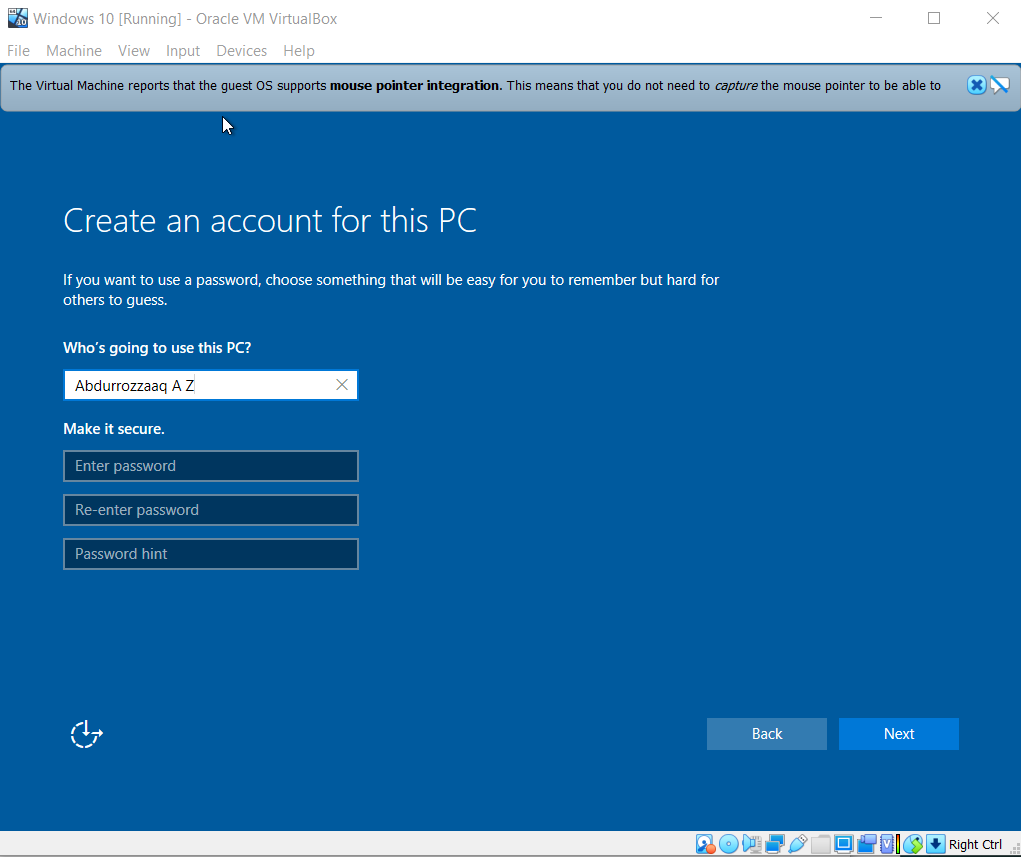 Windows 10 [Running] - Oracle VM VirtualBox
File Machine View Input Devices Help
The Virtual Machine reports that the guest OS supports mouse pointer integration. This means that you do not need to capture the mouse pointer to be able to
Create an account for this PC
If you want to use a password, choose something that will be easy for you to remember but hard for
others to guess.
Who's going to use this PC?
Abdurrozzaaq A Z
Make it secure.
Enter password
Re-enter password
Password hint
Back Next
Right Ctrl